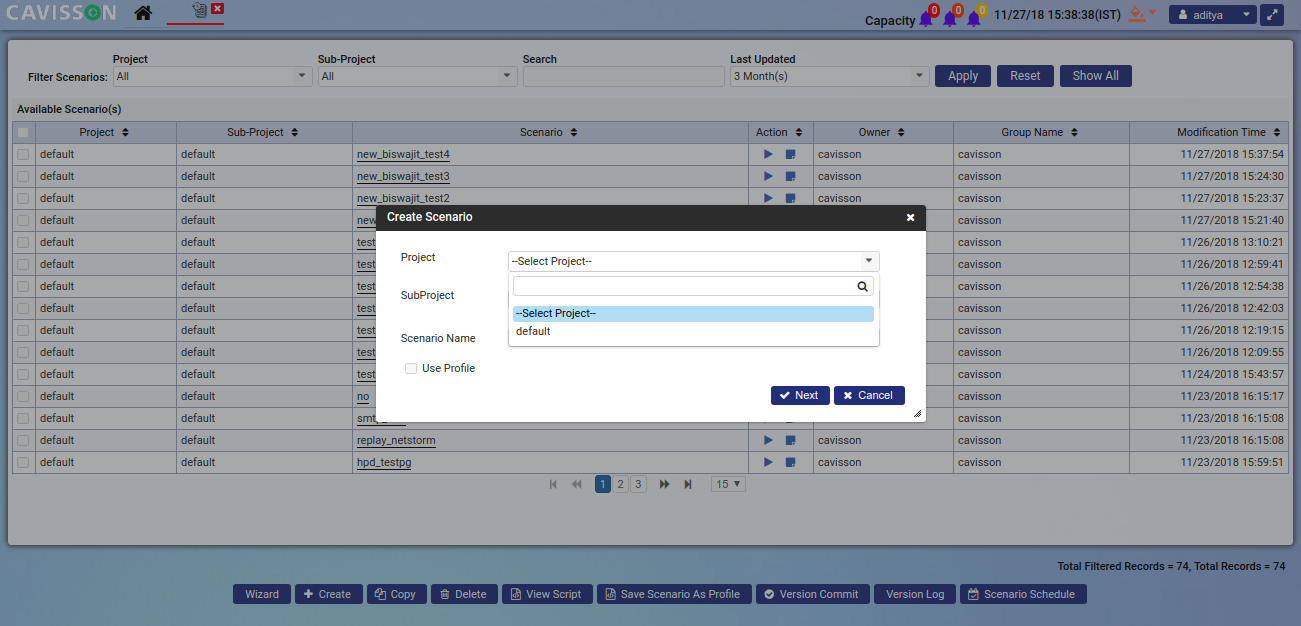 CAVISSON
Capacity 0 0 0 11/27/18 15:38:38(IST) aditya
Project Sub-Project Search Last Updated
Filter Scenarios: All All 3 Month(s) Apply Reset Show All
Available Scenario(s)
Project Sub-Project Scenario Action Owner Group Name Modification Time
default default new_biswajit_test4 cavisson cavisson 11/27/2018 15:37:54
default default new_biswajit_test3 cavisson cavisson 11/27/2018 15:24:30
default default new_biswajit_test2 cavisson cavisson 11/27/2018 15:23:37
default default new cavisson 11/27/2018 15:21:40
default default test cavisson 11/26/2018 13:10:21
default default test cavisson 11/26/2018 12:59:41
default default test cavisson 11/26/2018 12:54:38
default default test cavisson 11/26/2018 12:42:03
default default test cavisson 11/26/2018 12:19:15
default default test cavisson 11/26/2018 12:09:55
default default test cavisson 11/24/2018 15:43:57
default default no cavisson 11/23/2018 16:15:17
default default cavisson 11/23/2018 16:15:08
default default replay_netstorm cavisson cavisson 11/23/2018 16:15:08
default default hpd_testpg cavisson cavisson 11/23/2018 15:59:51
Create Scenario
Project --Select Project--
SubProject
--Select Project--
default
Scenario Name
Use Profile
Next Cancel
1 2 3 15
Total Filtered Records = 74, Total Records = 74
Wizard Create Copy Delete View Script Save Scenario As Profile Version Commit Version Log Scenario Schedule